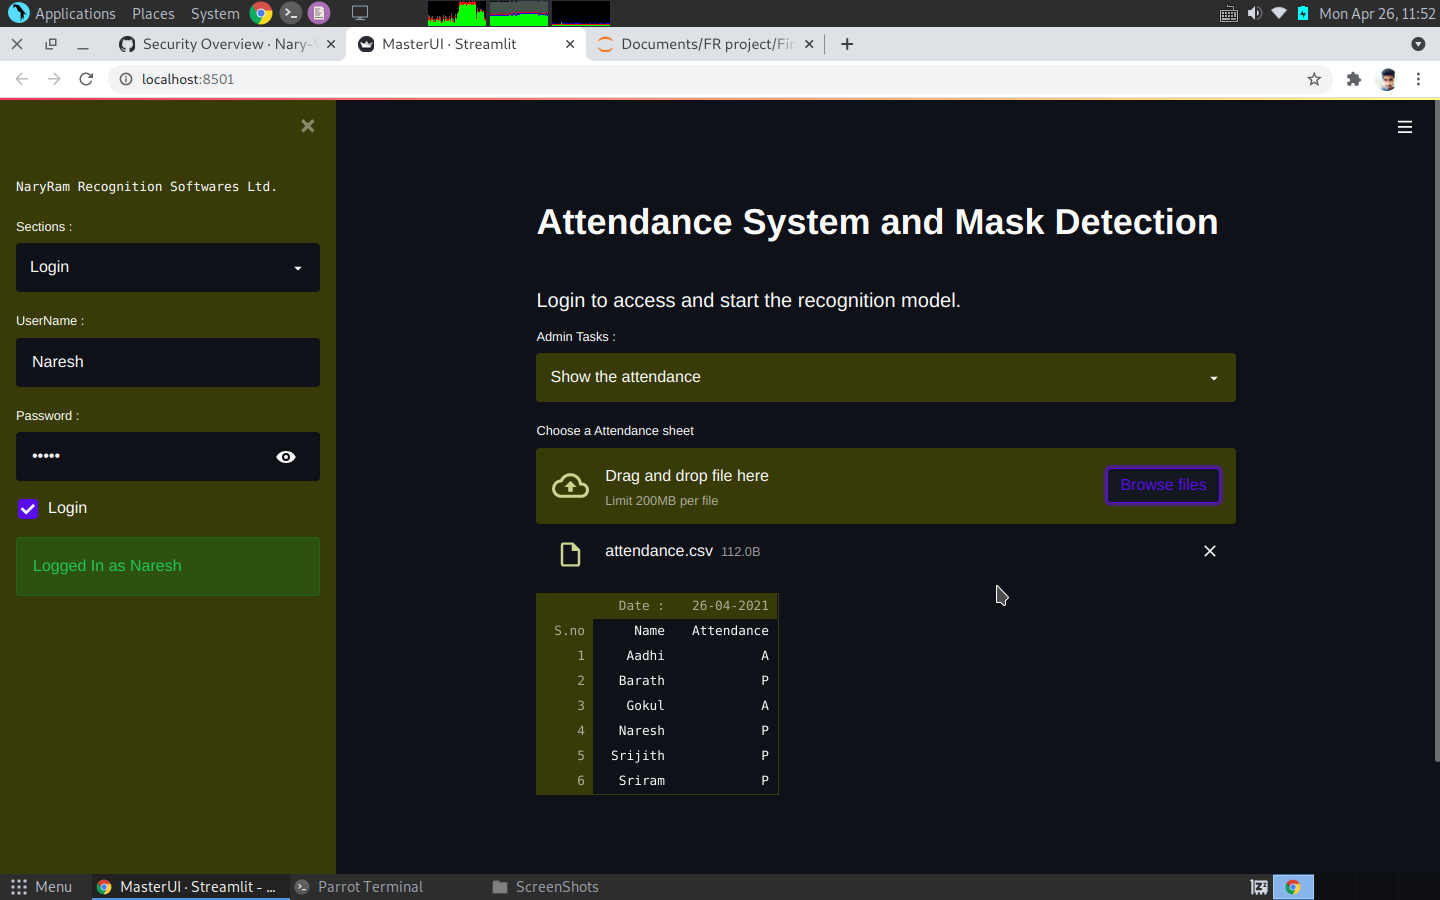 Applications Places System Mon Apr 26, 11:52
Security Overview · Nary-
MasterUI · Streamlit
Documents/FR project/Fin
localhost:8501
NaryRam Recognition Softwares Ltd.
Sections :
Login
UserName :
Naresh
Password :
•••••
Login
Logged In as Naresh
Attendance System and Mask Detection
Login to access and start the recognition model.
Admin Tasks :
Show the attendance
Choose a Attendance sheet
Drag and drop file here
Limit 200MB per file
Browse files
attendance.csv 112.0B
Date : 26-04-2021
S.no Name Attendance
1 Aadhi A
2 Barath P
3 Gokul A
4 Naresh P
5 Srijith P
6 Sriram P
Menu MasterUI · Streamlit - ... Parrot Terminal ScreenShots